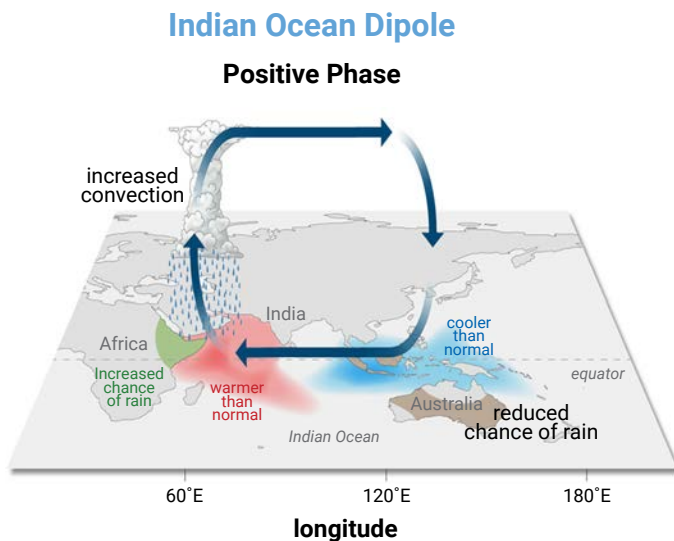 Indian Ocean Dipole
Positive Phase
increased
convection
India
Africa
cooler
than
normal
Increased
chance
of rain
warmer
than
normal
equator
Australia
reduced
chance of rain
Indian Ocean
60°E
120°E
180°E
longitude